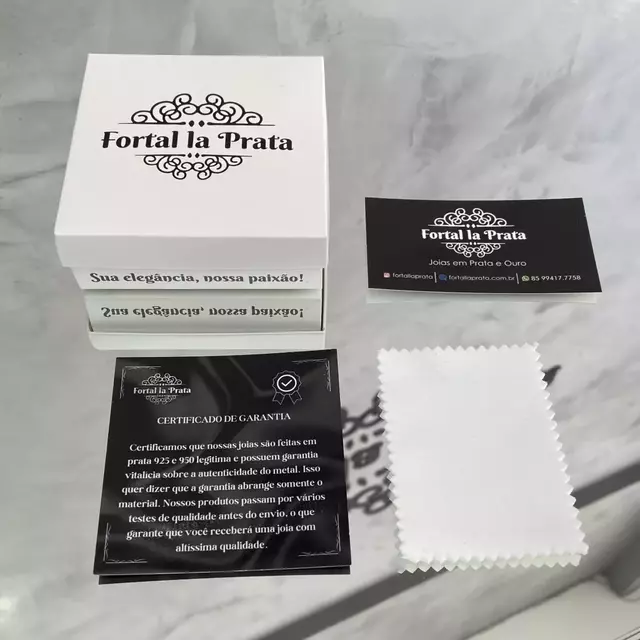 Fortal la Prata
Sua elegância, nossa paixão!
Sua elegância, nossa paixão!
Fortal la Prata
Joias em Prata e Ouro
fortallaprata | fortallaprata.com.br | 85 99417.7758
Fortal la Prata
CERTIFICADO DE GARANTIA
Certificamos que nossas joias são feitas em
prata 925 e 950 legítima e possuem garantia
vitalícia sobre a autenticidade do metal. Isso
quer dizer que a garantia abrange somente o
material. Nossos produtos passam por vários
testes de qualidade antes do envio, o que
garante que você receberá uma joia com
altíssima qualidade.